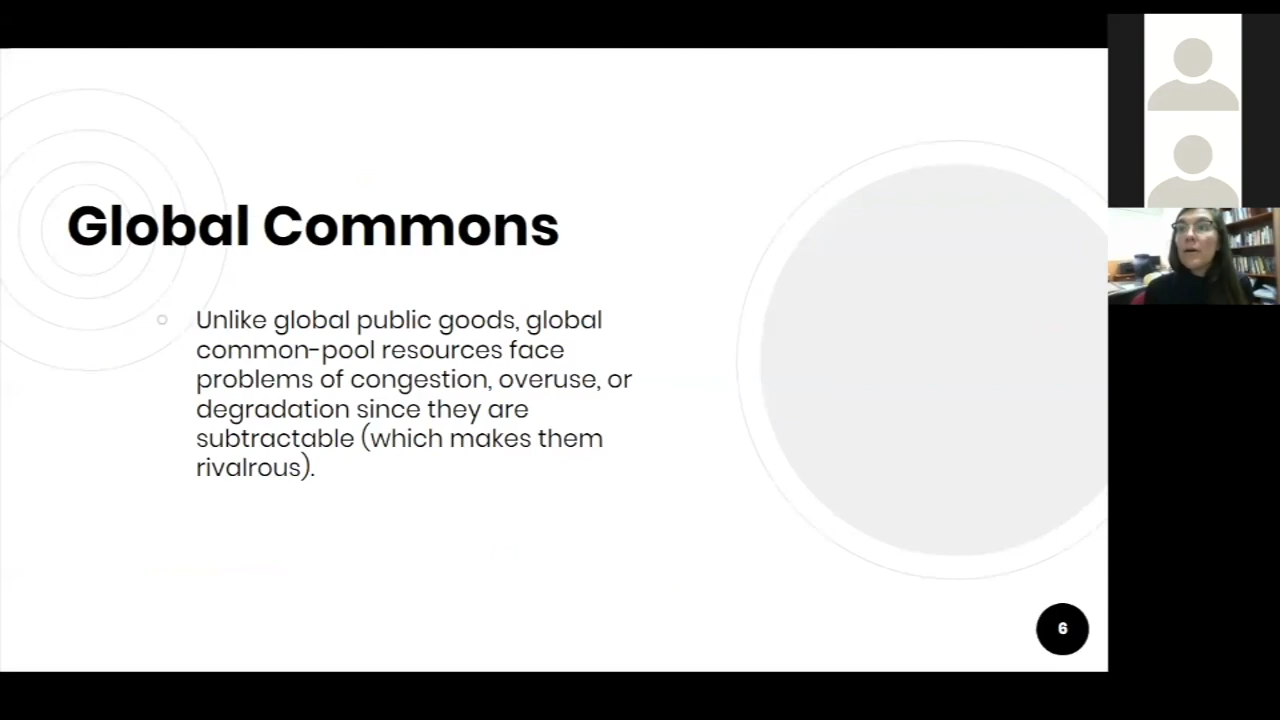 Global Commons
Unlike global public goods, global
common-pool resources face
problems of congestion, overuse, or
degradation since they are
subtractable (which makes them
rivalrous).
6